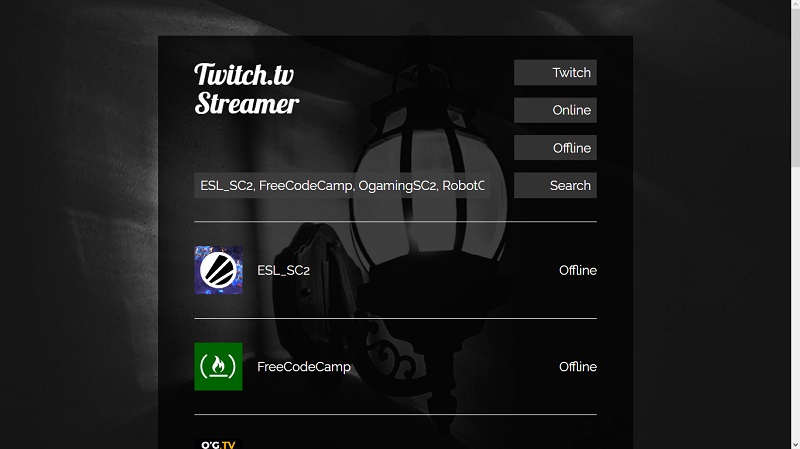 Twitch.tv
Streamer
Twitch
Online
Offline
ESL_SC2, FreeCodeCamp, OgamingSC2, RobotC
Search
ESL_SC2
Offline
FreeCodeCamp
Offline
O'G.TV